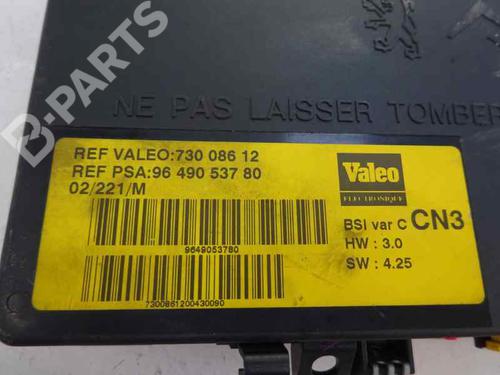 B-PARTS
NE PAS LAISSER TOMBER
REF VALEO:730 086 12
REF PSA:96 490 537 80
02/221/M
9649053780
7300861200430090
Valeo
ELECTRONIQUE
BSI var C CN3
HW : 3.0
SW : 4.25